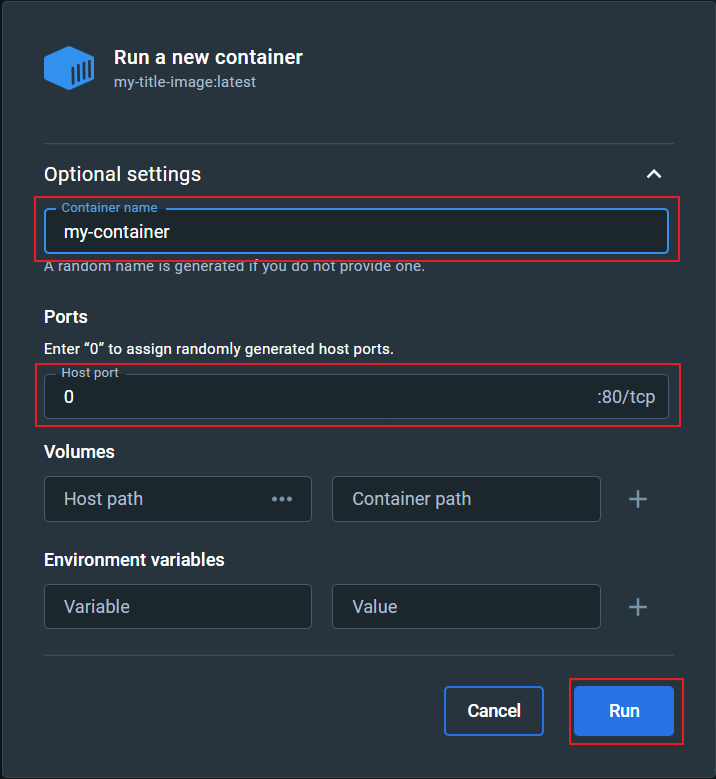 Run a new container
my-title-image:latest
Optional settings
Container name
my-container
A random name is generated if you do not provide one.
Ports
Enter “0” to assign randomly generated host ports.
Host port
0 :80/tcp
Volumes
Host path ••• Container path +
Environment variables
Variable Value +
Cancel Run